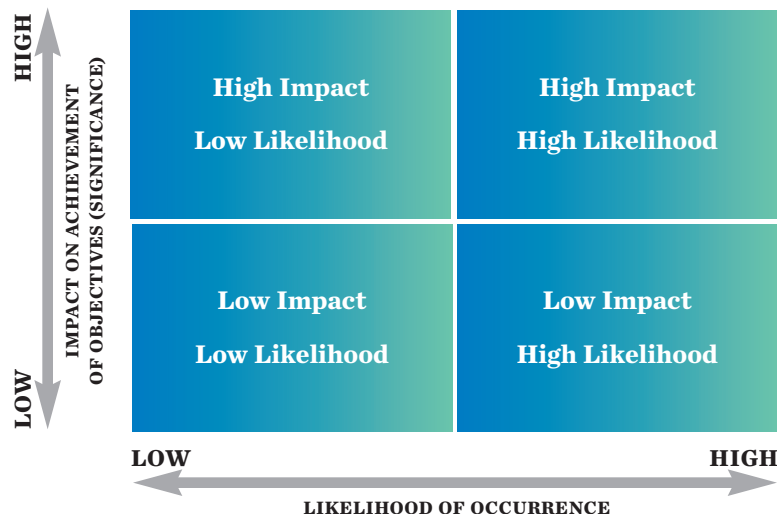 HIGH
IMPACT ON ACHIEVEMENT
OF OBJECTIVES (SIGNIFICANCE)
LOW
High Impact
Low Likelihood
High Impact
High Likelihood
Low Impact
Low Likelihood
Low Impact
High Likelihood
LOW
HIGH
LIKELIHOOD OF OCCURRENCE